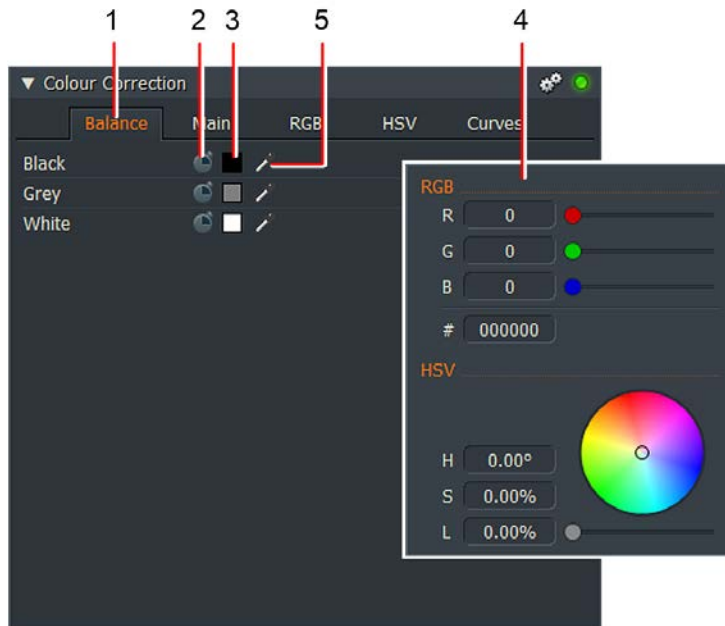 1 2 3 5 4
Colour Correction
Balance Main RGB HSV Curves
Black
Grey
White
RGB
R 0
G 0
B 0
# 000000
HSV
H 0.00º
S 0.00%
L 0.00%